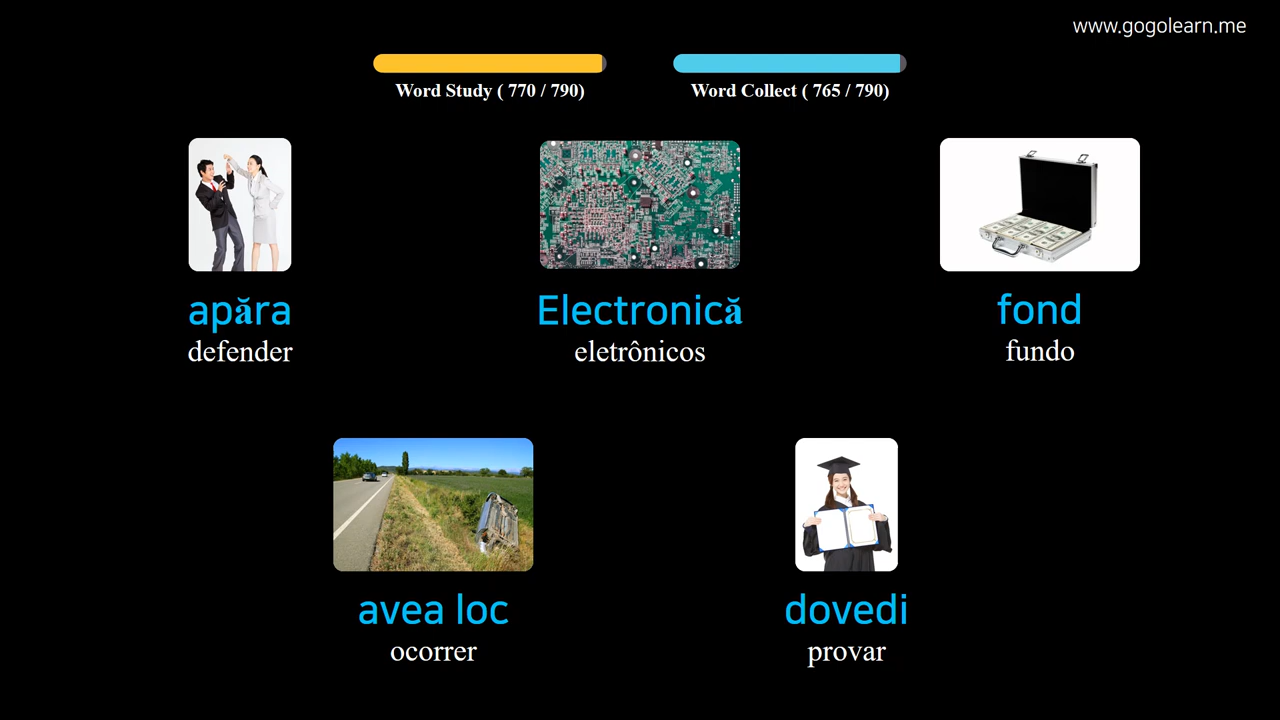 www.gogolearn.me
Word Study ( 770 / 790)
Word Collect ( 765 / 790)
apăra
defender
Electronică
eletrônicos
fond
fundo
avea loc
ocorrer
dovedi
provar